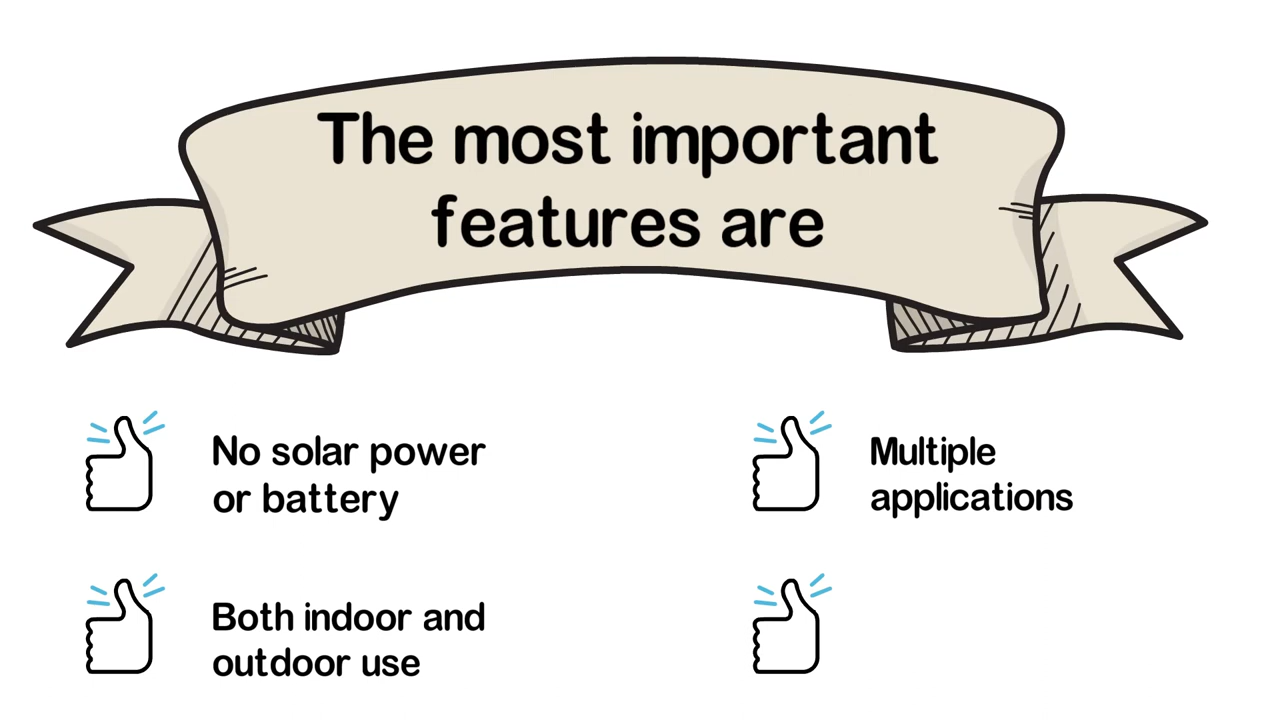 The most important
features are
No solar power
or battery
Multiple
applications
Both indoor and
outdoor use